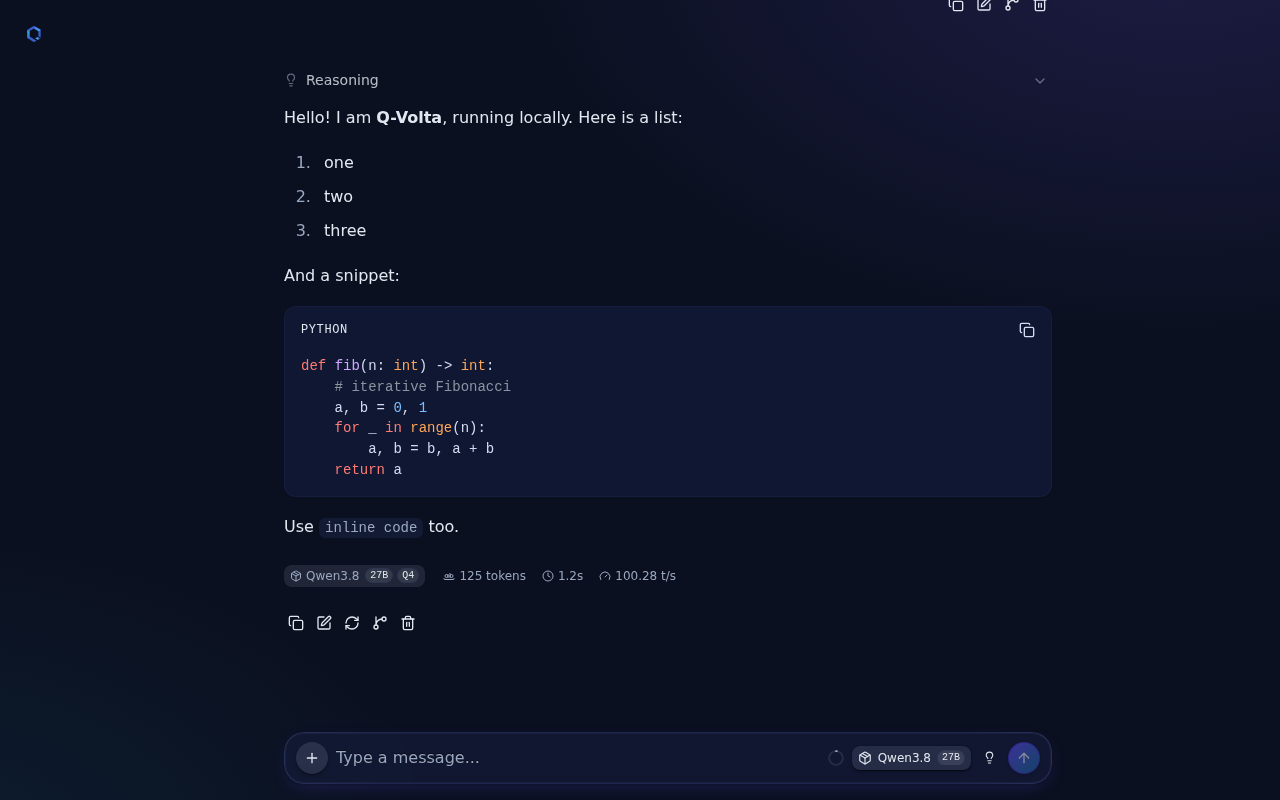 Reasoning
Hello! I am Q-Volta, running locally. Here is a list:
1. one
2. two
3. three
And a snippet:
PYTHON
def fib(n: int) -> int:
    # iterative Fibonacci
    a, b = 0, 1
    for _ in range(n):
        a, b = b, a + b
    return a
Use inline code too.
Qwen3.8 27B Q4 125 tokens 1.2s 100.28 t/s
Type a message... Qwen3.8 27B